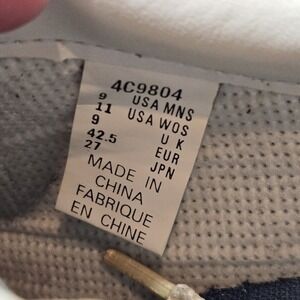 4C9804
9 USA MNS
11 USA WOS
9 U K
42.5 EUR
27 JPN
MADE IN
CHINA
FABRIQUE
EN CHINE